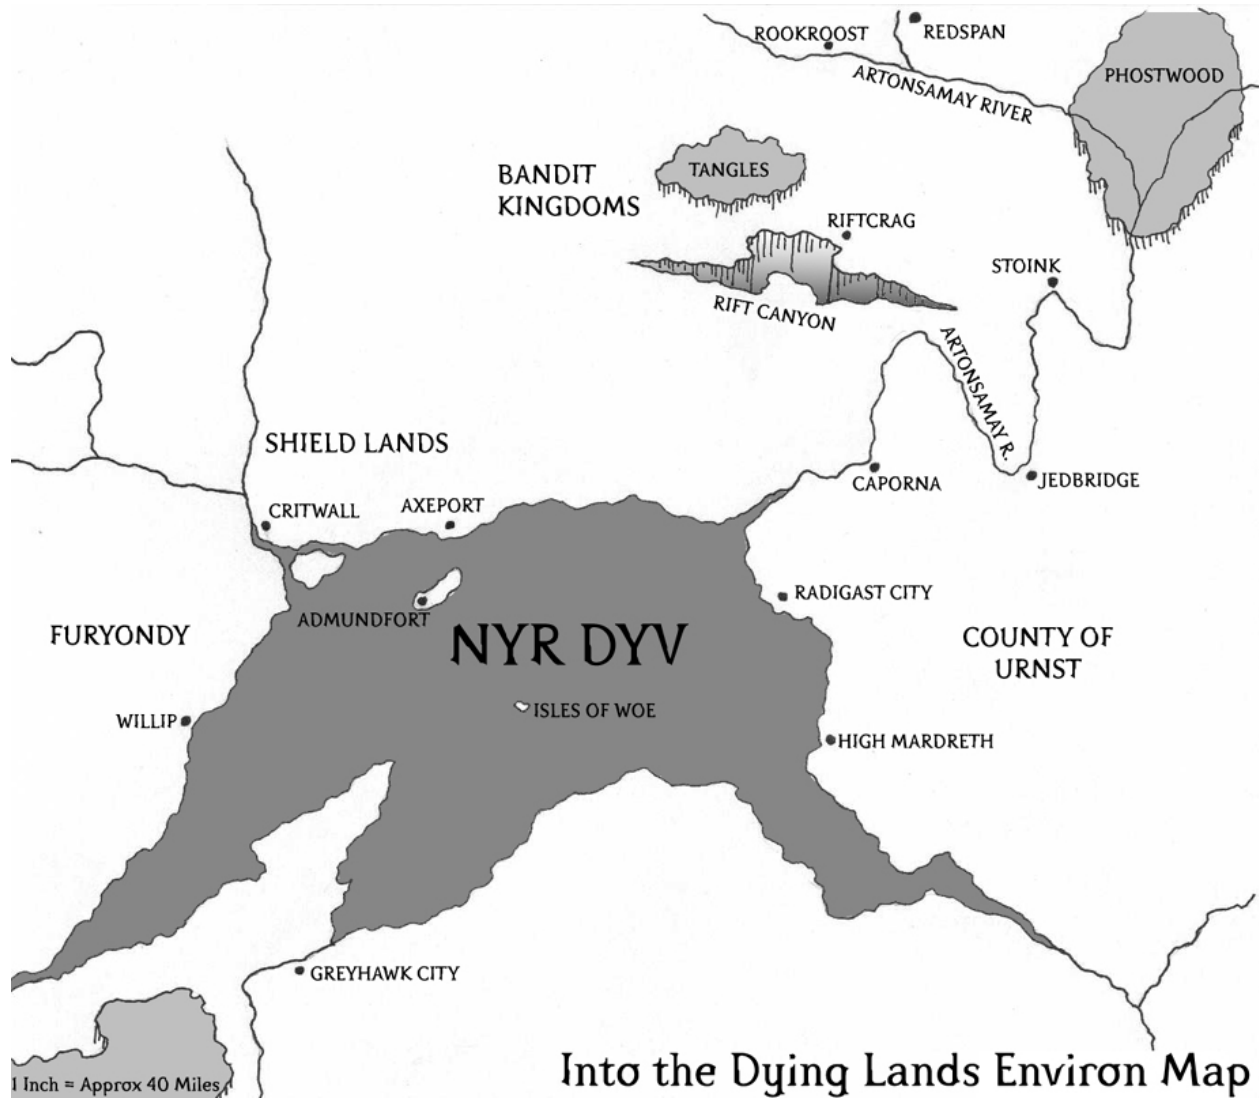 ROOKROOST
REDSPAN
ARTONSAMAY RIVER
PHOSTWOOD
TANGLES
BANDIT
KINGDOMS
RIFTCRAG
STOINK
RIFT CANYON
ARTONSAMAY R.
SHIELD LANDS
CAPORNA
JEDBRIDGE
CRITWALL
AXEPORT
RADIGAST CITY
ADMUNDFORT
FURYONDY
NYR DYV
COUNTY OF
URNST
ISLES OF WOE
WILLIP
HIGH MARDRETH
GREYHAWK CITY
Into the Dying Lands Environ Map
1 Inch = Approx 40 Miles